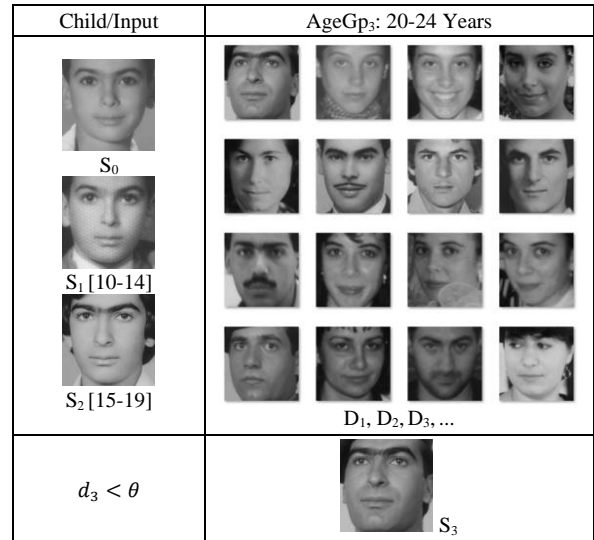 Child/Input
AgeGp₃: 20-24 Years
S₀
S₁ [10-14]
S₂ [15-19]
D₁, D₂, D₃, ...
𝑑₃ < 𝜃
S₃